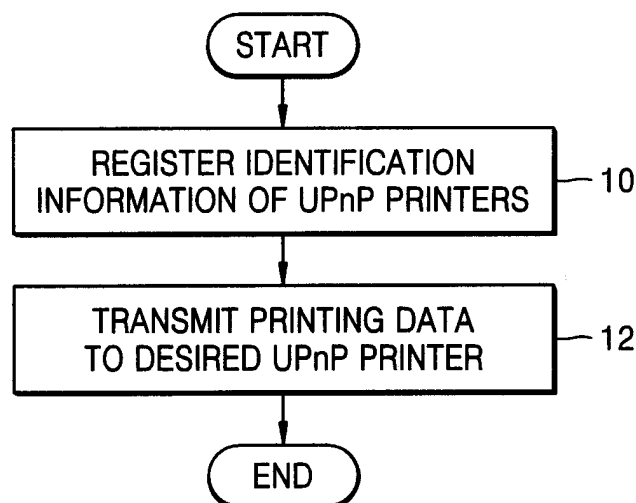 START
REGISTER IDENTIFICATION
INFORMATION OF UPnP PRINTERS
10
TRANSMIT PRINTING DATA
TO DESIRED UPnP PRINTER
12
END